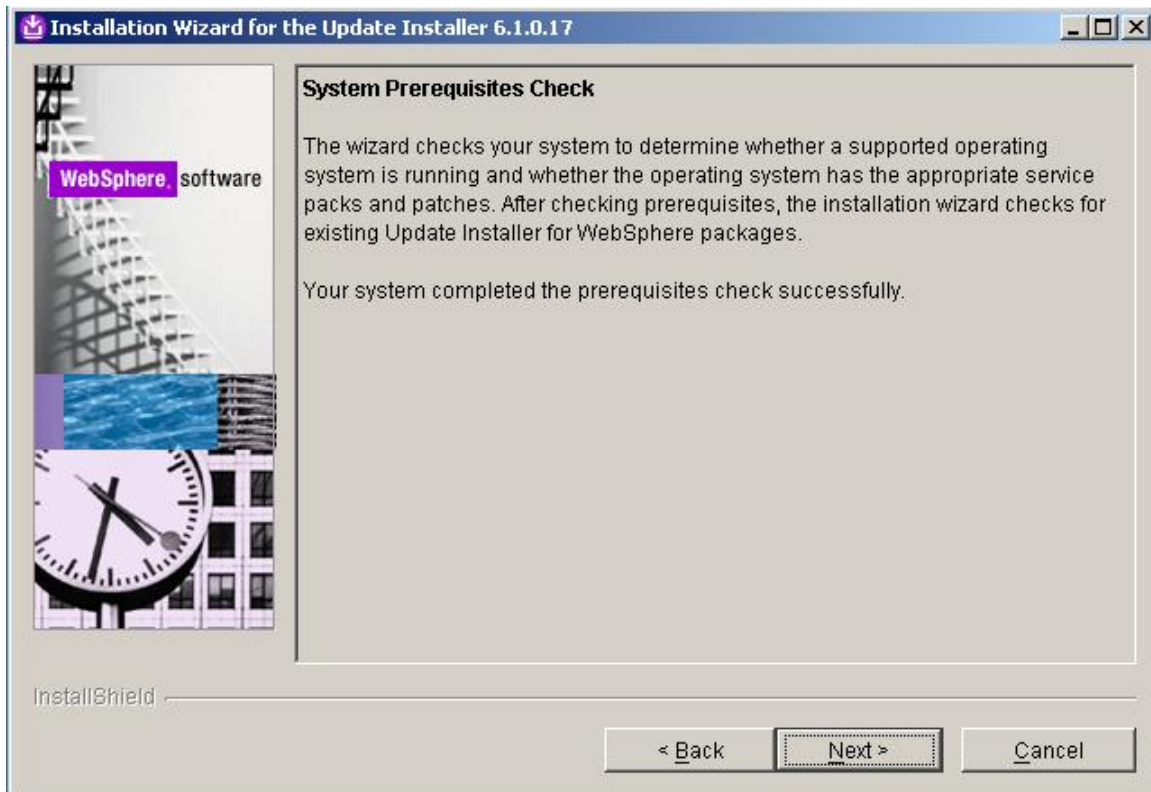 Installation Wizard for the Update Installer 6.1.0.17
System Prerequisites Check
The wizard checks your system to determine whether a supported operating
system is running and whether the operating system has the appropriate service
packs and patches. After checking prerequisites, the installation wizard checks for
existing Update Installer for WebSphere packages.
Your system completed the prerequisites check successfully.
WebSphere. software
InstallShield
< Back
Next >
Cancel